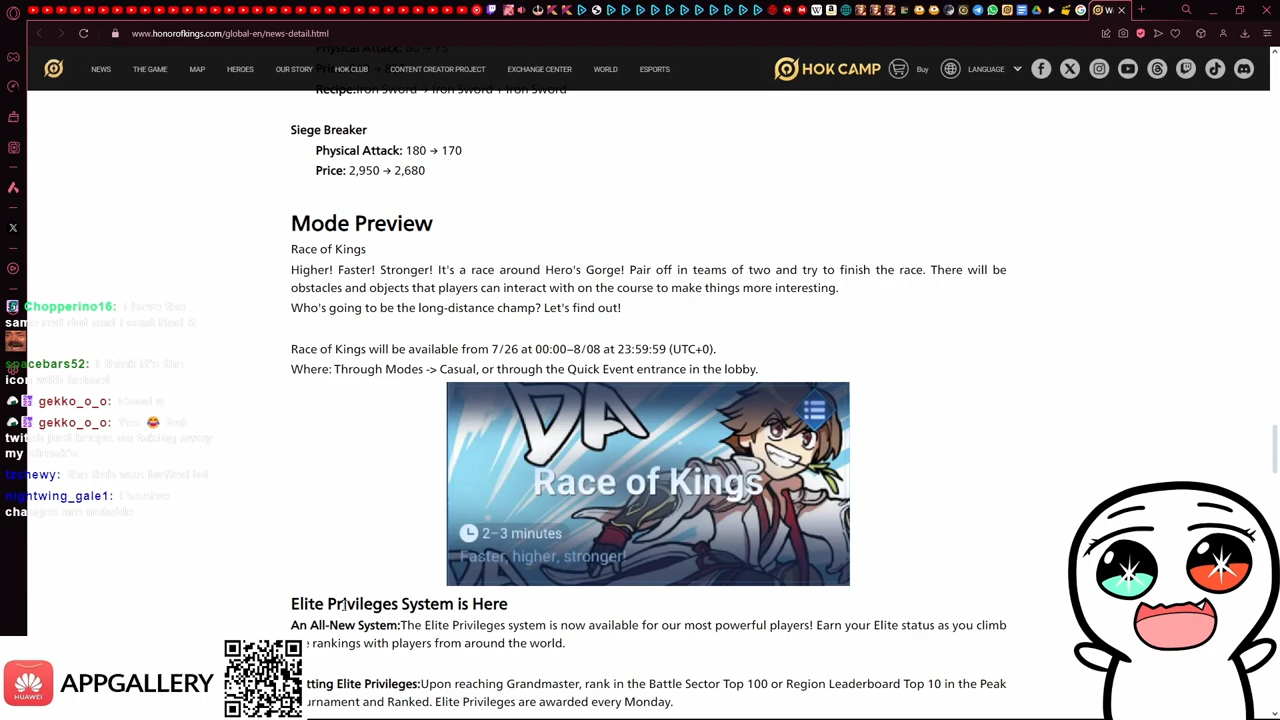 www.honorofkings.com/global-en/news-detail.html
NEWS THE GAME MAP HEROES OUR STORY HOK CLUB CONTENT CREATOR PROJECT EXCHANGE CENTER WORLD ESPORTS HOK CAMP Buy LANGUAGE
Siege Breaker
Physical Attack: 180 → 170
Price: 2,950 → 2,680
Mode Preview
Race of Kings
Higher! Faster! Stronger! It's a race around Hero's Gorge! Pair off in teams of two and try to finish the race. There will be
obstacles and objects that players can interact with on the course to make things more interesting.
Who's going to be the long-distance champ? Let's find out!
Race of Kings will be available from 7/26 at 00:00–8/08 at 23:59:59 (UTC+0).
Where: Through Modes -> Casual, or through the Quick Event entrance in the lobby.
DA
Race of Kings
2–3 minutes
Faster, higher, stronger!
Elite Privileges System is Here
An All-New System:The Elite Privileges system is now available for our most powerful players! Earn your Elite status as you climb
rankings with players from around the world.
Elite Privileges:Upon reaching Grandmaster, rank in the Battle Sector Top 100 or Region Leaderboard Top 10 in the Peak
and Ranked. Elite Privileges are awarded every Monday.
Chopperino16:
spacebars52:
gekko_o_o:
gekko_o_o:
nightwing_gale1:
HUAWEI
APPGALLERY